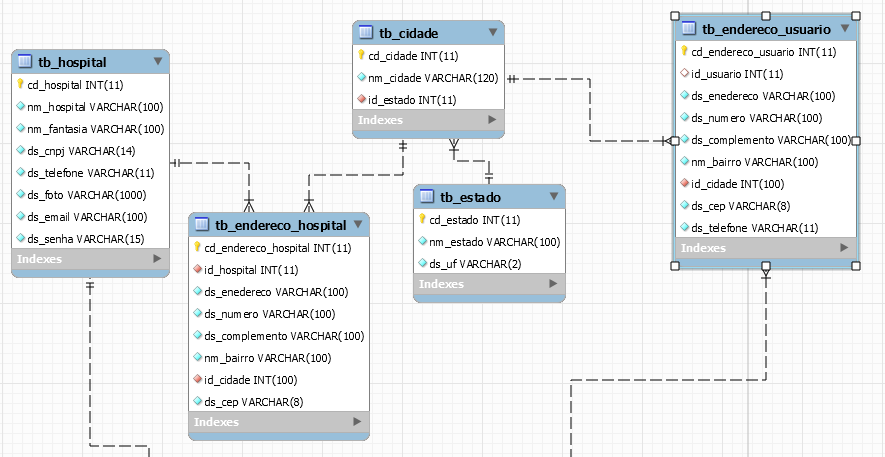 tb_hospital
cd_hospital INT(11)
nm_hospital VARCHAR(100)
nm_fantasia VARCHAR(100)
ds_cnpj VARCHAR(14)
ds_telefone VARCHAR(11)
ds_foto VARCHAR(1000)
ds_email VARCHAR(100)
ds_senha VARCHAR(15)
Indexes
tb_cidade
cd_cidade INT(11)
nm_cidade VARCHAR(120)
id_estado INT(11)
Indexes
tb_endereco_usuario
cd_endereco_usuario INT(11)
id_usuario INT(11)
ds_enedereco VARCHAR(100)
ds_numero VARCHAR(100)
ds_complemento VARCHAR(100)
nm_bairro VARCHAR(100)
id_cidade INT(100)
ds_cep VARCHAR(8)
ds_telefone VARCHAR(11)
Indexes
tb_endereco_hospital
cd_endereco_hospital INT(11)
id_hospital INT(11)
ds_enedereco VARCHAR(100)
ds_numero VARCHAR(100)
ds_complemento VARCHAR(100)
nm_bairro VARCHAR(100)
id_cidade INT(100)
ds_cep VARCHAR(8)
Indexes
tb_estado
cd_estado INT(11)
nm_estado VARCHAR(100)
ds_uf VARCHAR(2)
Indexes